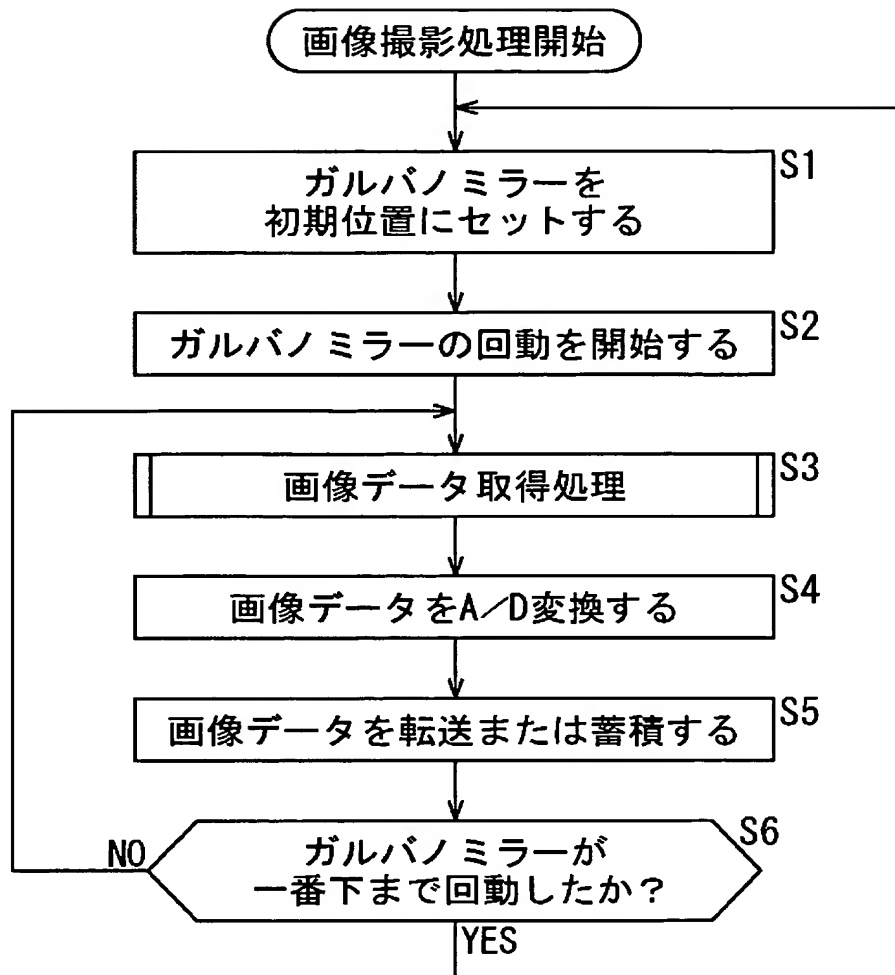 画像撮影処理開始
ガルバノミラーを
初期位置にセットする
S1
ガルバノミラーの回動を開始する
S2
画像データ取得処理
S3
画像データをA／D変換する
S4
画像データを転送または蓄積する
S5
ガルバノミラーが
一番下まで回動したか？
S6
NO
YES